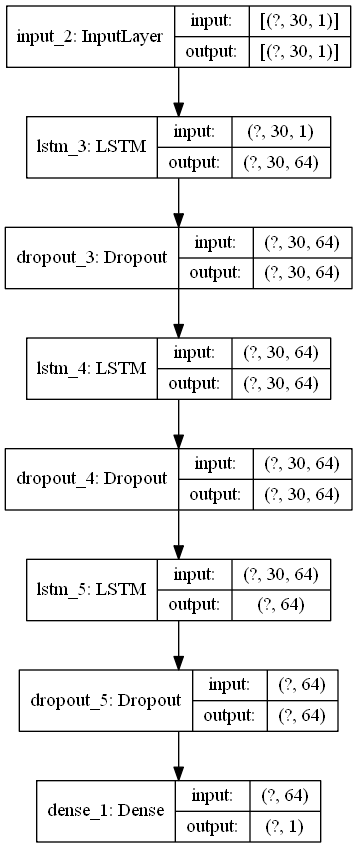 input_2: InputLayer input: [(?, 30, 1)]
output: [(?, 30, 1)]
lstm_3: LSTM input: (?, 30, 1)
output: (?, 30, 64)
dropout_3: Dropout input: (?, 30, 64)
output: (?, 30, 64)
lstm_4: LSTM input: (?, 30, 64)
output: (?, 30, 64)
dropout_4: Dropout input: (?, 30, 64)
output: (?, 30, 64)
lstm_5: LSTM input: (?, 30, 64)
output: (?, 64)
dropout_5: Dropout input: (?, 64)
output: (?, 64)
dense_1: Dense input: (?, 64)
output: (?, 1)